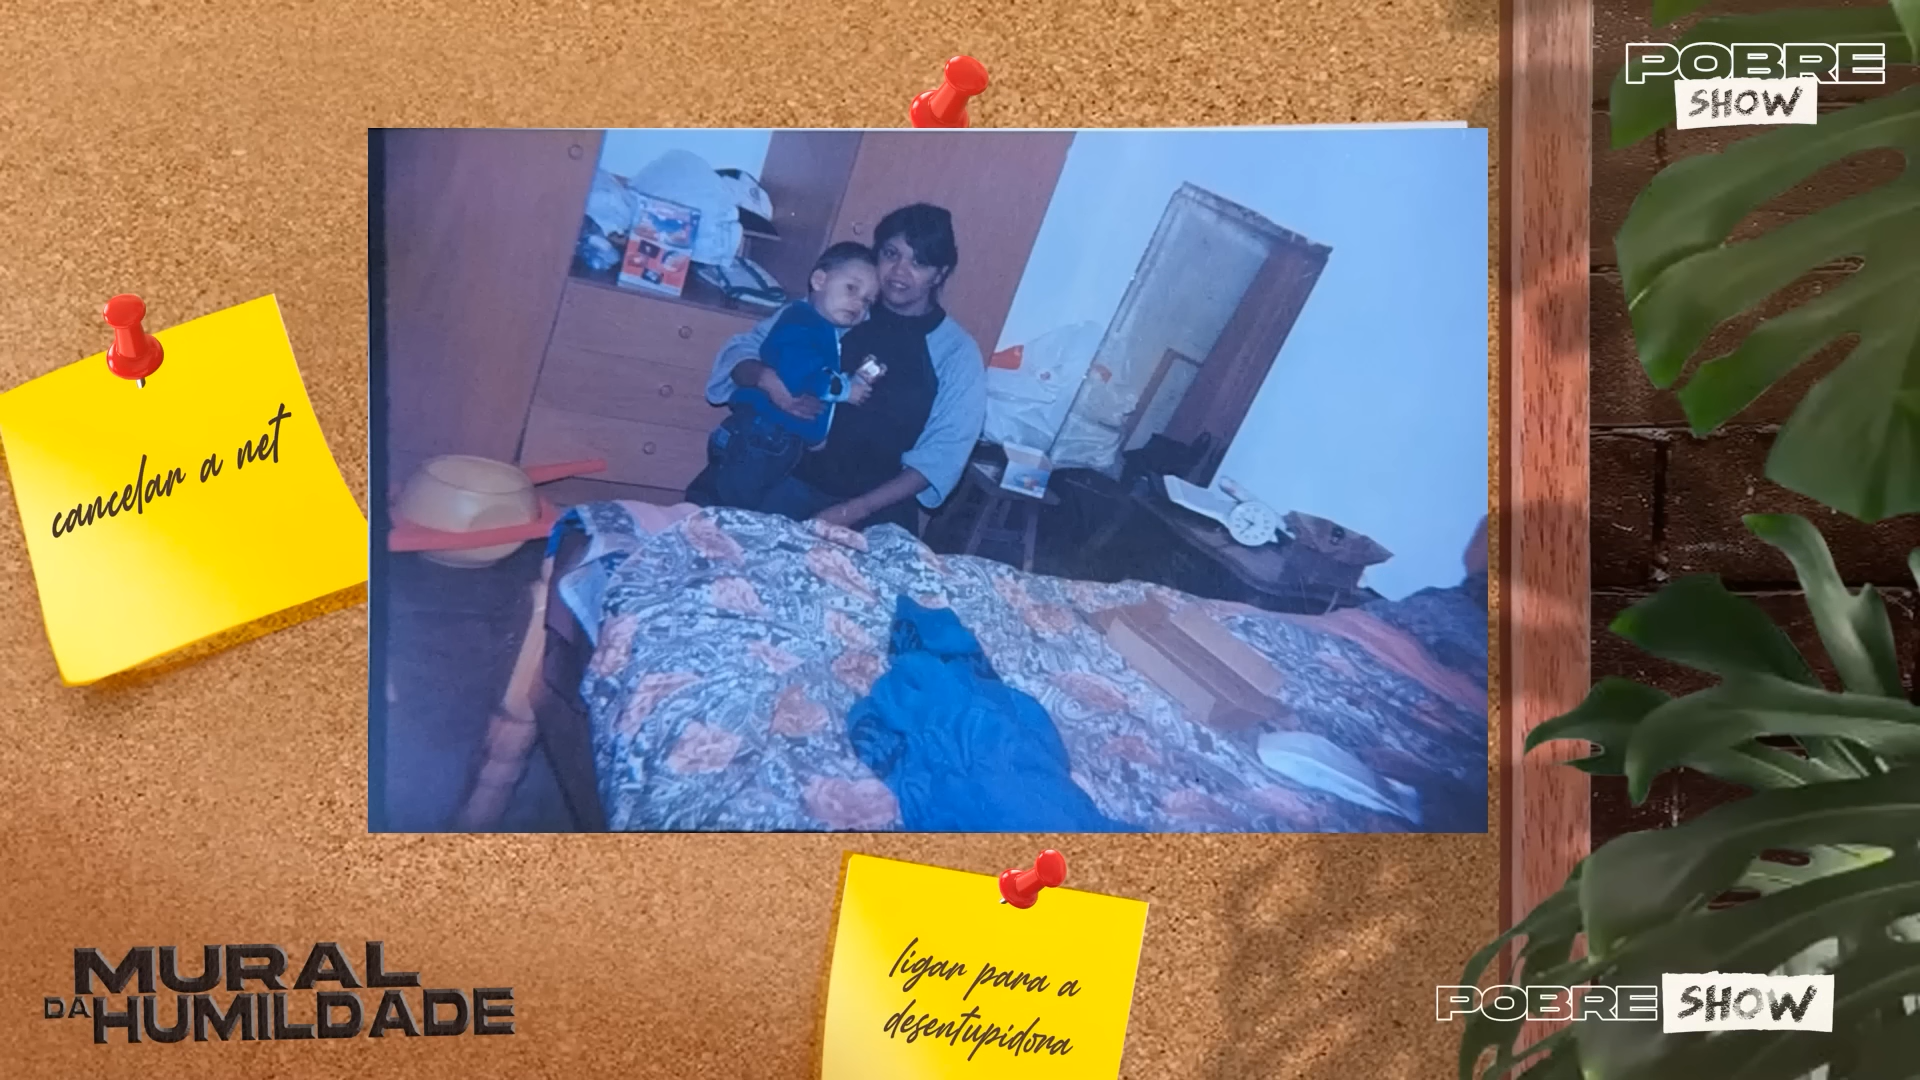 POBRE
SHOW
cancelar a net
ligar para a
desentupidora
MURAL
DA HUMILDADE
POBRE SHOW